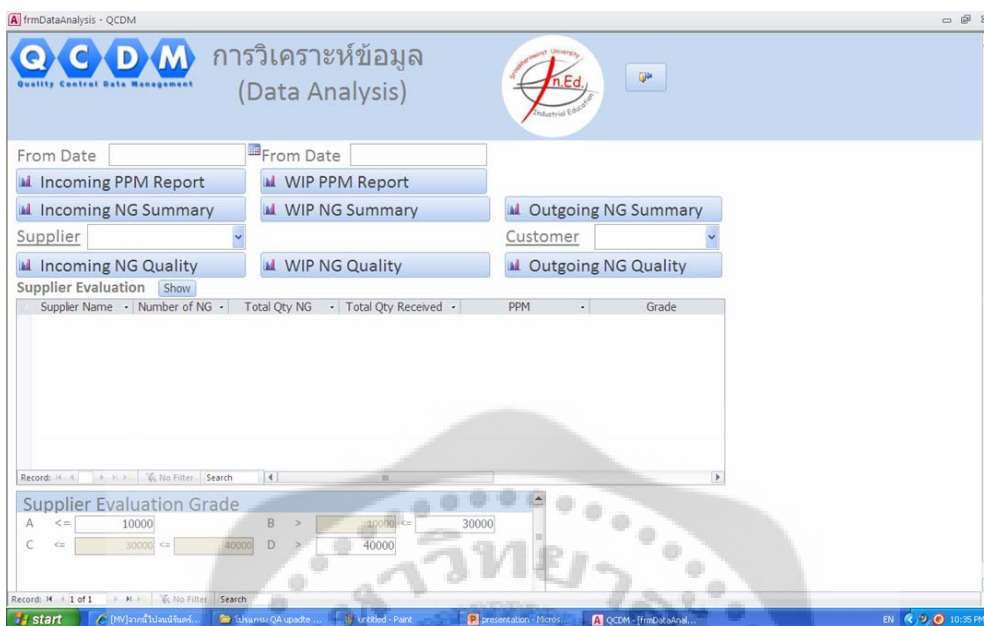 frmDataAnalysis - QCDM
Q C D M
Quality Control Data Management
การวิเคราะห์ข้อมูล
(Data Analysis)
n.Ed.
Industrial Education
From Date From Date
Incoming PPM Report WIP PPM Report
Incoming NG Summary WIP NG Summary Outgoing NG Summary
Supplier Customer
Incoming NG Quality WIP NG Quality Outgoing NG Quality
Supplier Evaluation Show
Supplier Name Number of NG Total Qty NG Total Qty Received PPM Grade
Record: No Filter Search
Supplier Evaluation Grade
A <= 10000 B > 10000 <= 30000
C <= 30000 <= 40000 D > 40000
Record: 1 of 1 No Filter Search
start untitled - Paint presentation - Micros... QCDM - [frmDataAnal... EN 10:35 PM